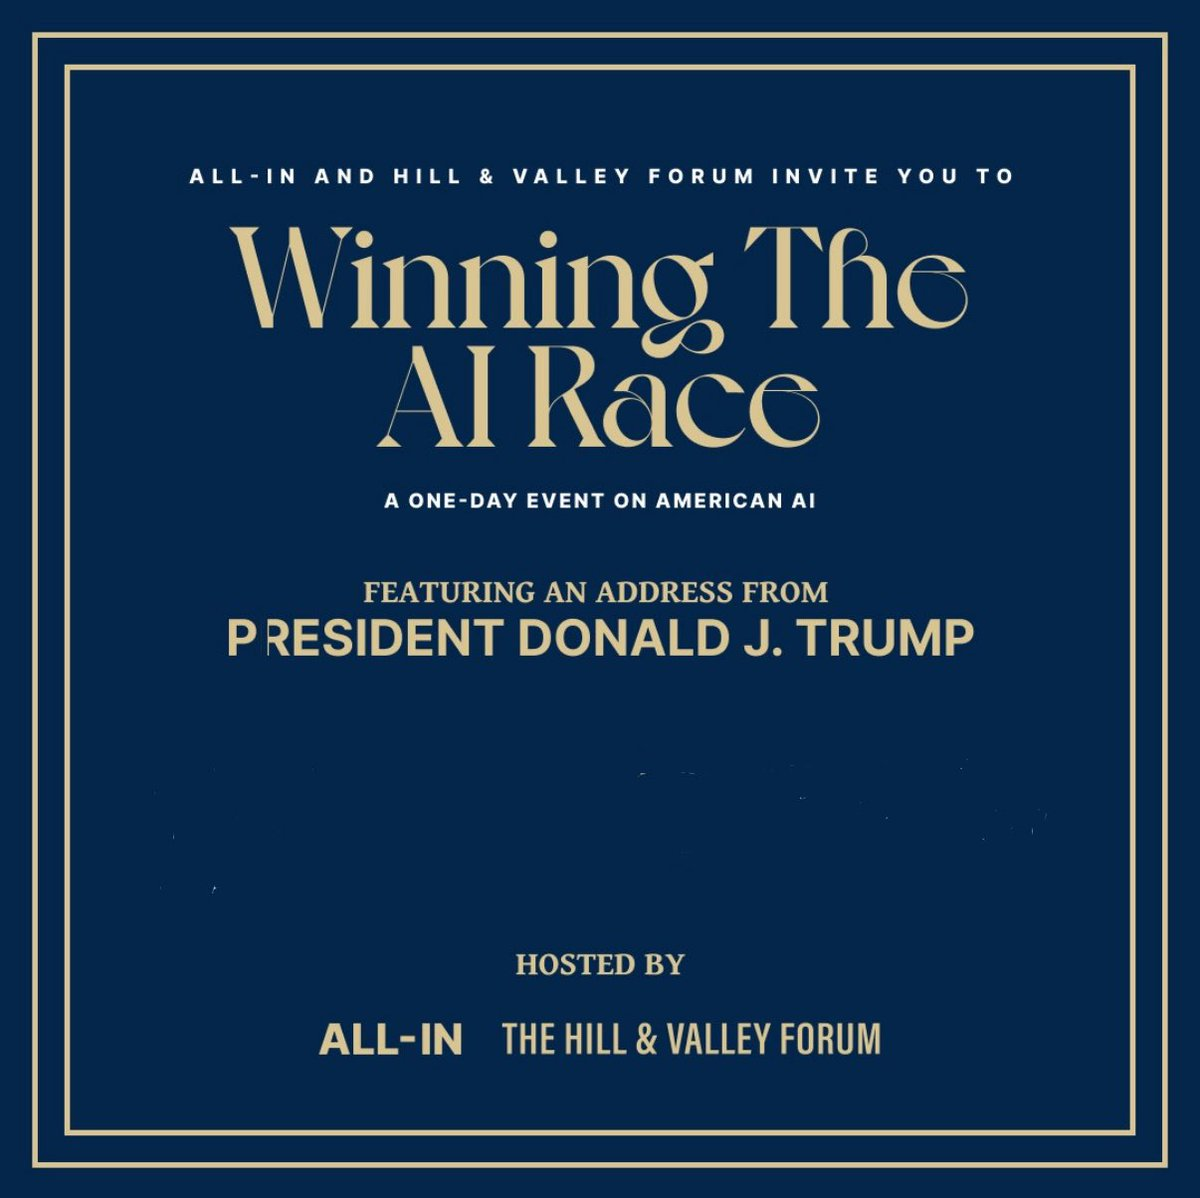 ALL-IN AND HILL & VALLEY FORUM INVITE YOU TO
Winning The
AI Race
A ONE-DAY EVENT ON AMERICAN AI
FEATURING AN ADDRESS FROM
PRESIDENT DONALD J. TRUMP
HOSTED BY
ALL-IN THE HILL & VALLEY FORUM